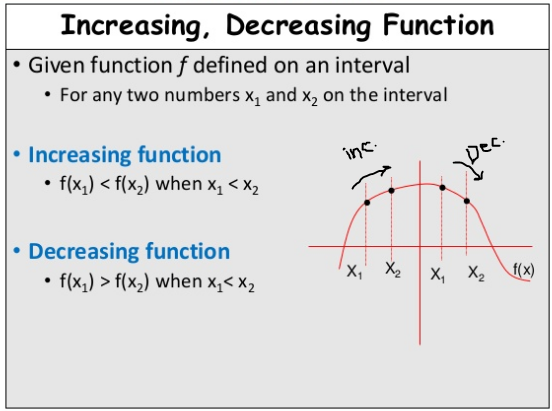 Increasing, Decreasing Function
• Given function f defined on an interval
• For any two numbers x₁ and x₂ on the interval
• Increasing function
• f(x₁) < f(x₂) when x₁ < x₂
• Decreasing function
• f(x₁) > f(x₂) when x₁< x₂
inc.
Dec.
X₁ X₂ X₁ X₂ f(x)